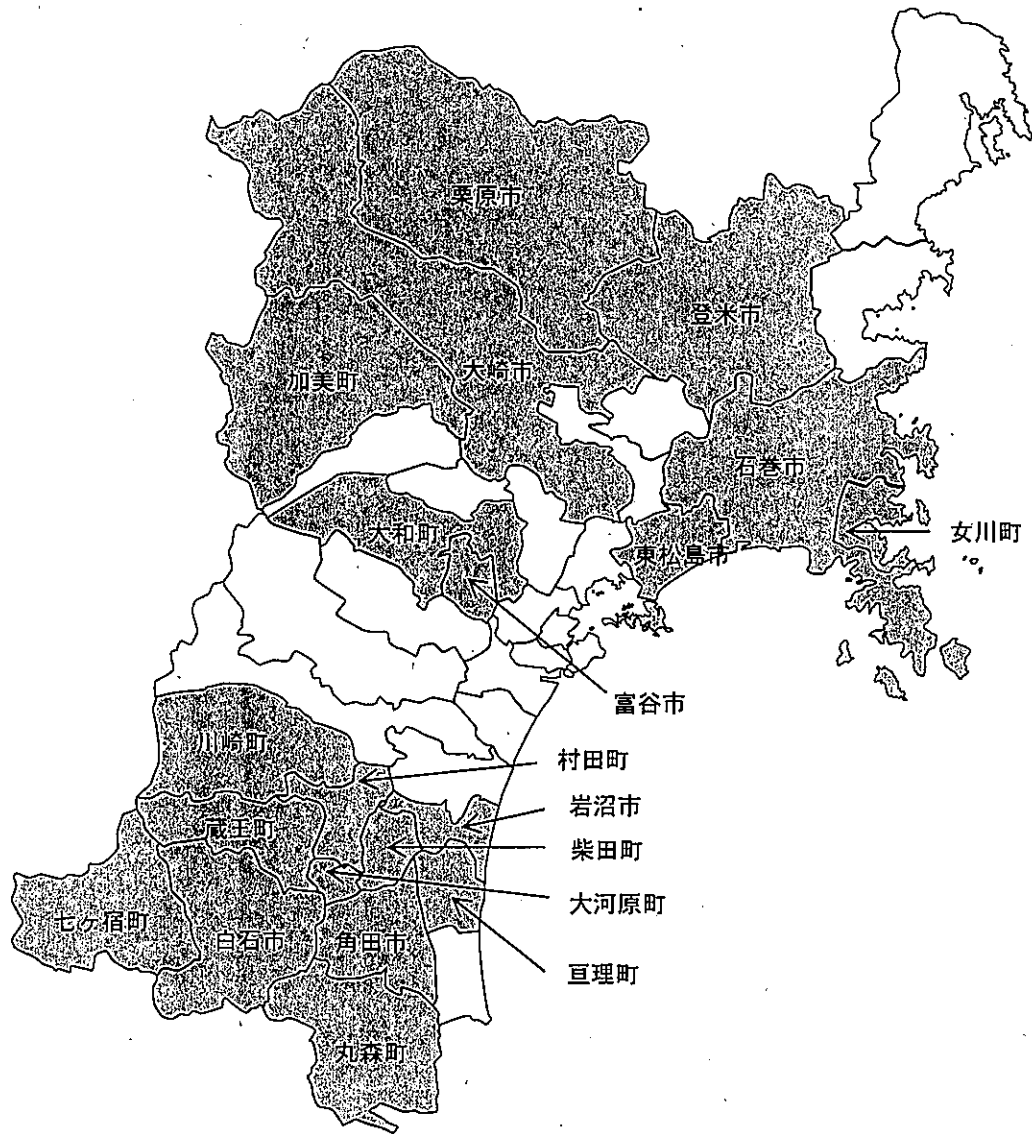 栗原市
登米市
加美町
大崎市
石巻市
大和町
女川町
東松島市
富谷市
川崎町
村田町
岩沼市
蔵王町
柴田町
大河原町
七ヶ宿町
白石市
角田市
亘理町
丸森町